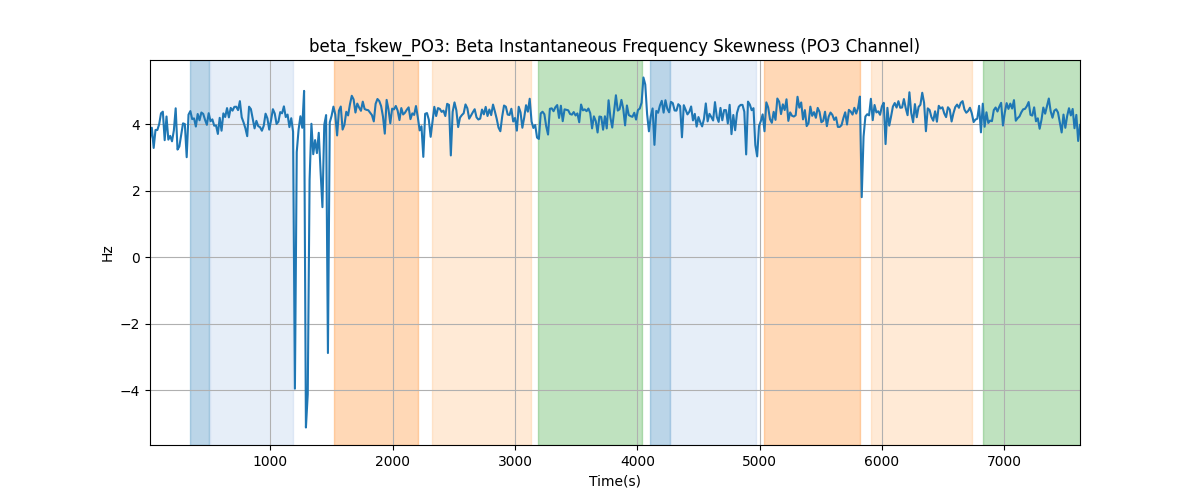 beta_fskew_PO3: Beta Instantaneous Frequency Skewness (PO3 Channel)
Hz
4
2
0
−2
−4
1000 2000 3000 4000 5000 6000 7000
Time(s)